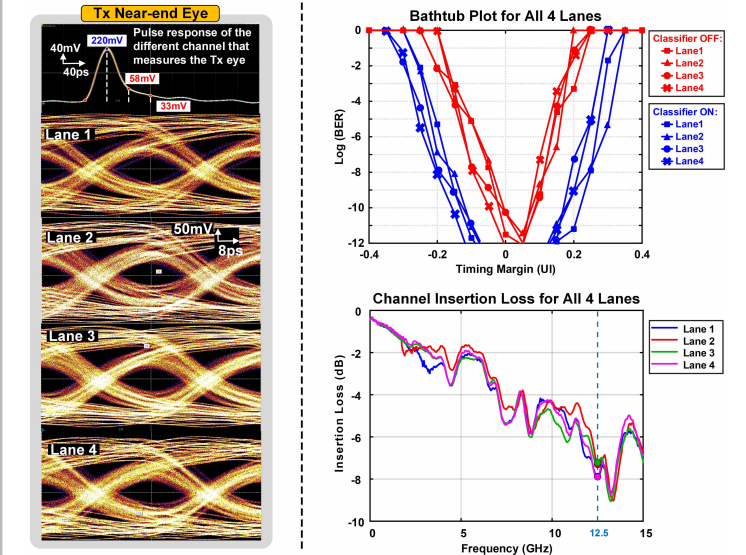 Tx Near-end Eye
Pulse response of the
different channel that
measures the Tx eye
220mV
40mV
40ps
58mV
33mV
Lane 1
Lane 2
50mV
8ps
Lane 3
Lane 4
Bathtub Plot for All 4 Lanes
Log (BER)
0
-2
-4
-6
-8
-10
-12
-0.4
-0.2
0
0.2
0.4
Timing Margin (UI)
Classifier OFF:
Lane1
Lane2
Lane3
Lane4
Classifier ON:
Lane1
Lane2
Lane3
Lane4
Channel Insertion Loss for All 4 Lanes
Insertion Loss (dB)
0
-2
-4
-6
-8
-10
0
5
10
12.5
15
Frequency (GHz)
Lane 1
Lane 2
Lane 3
Lane 4